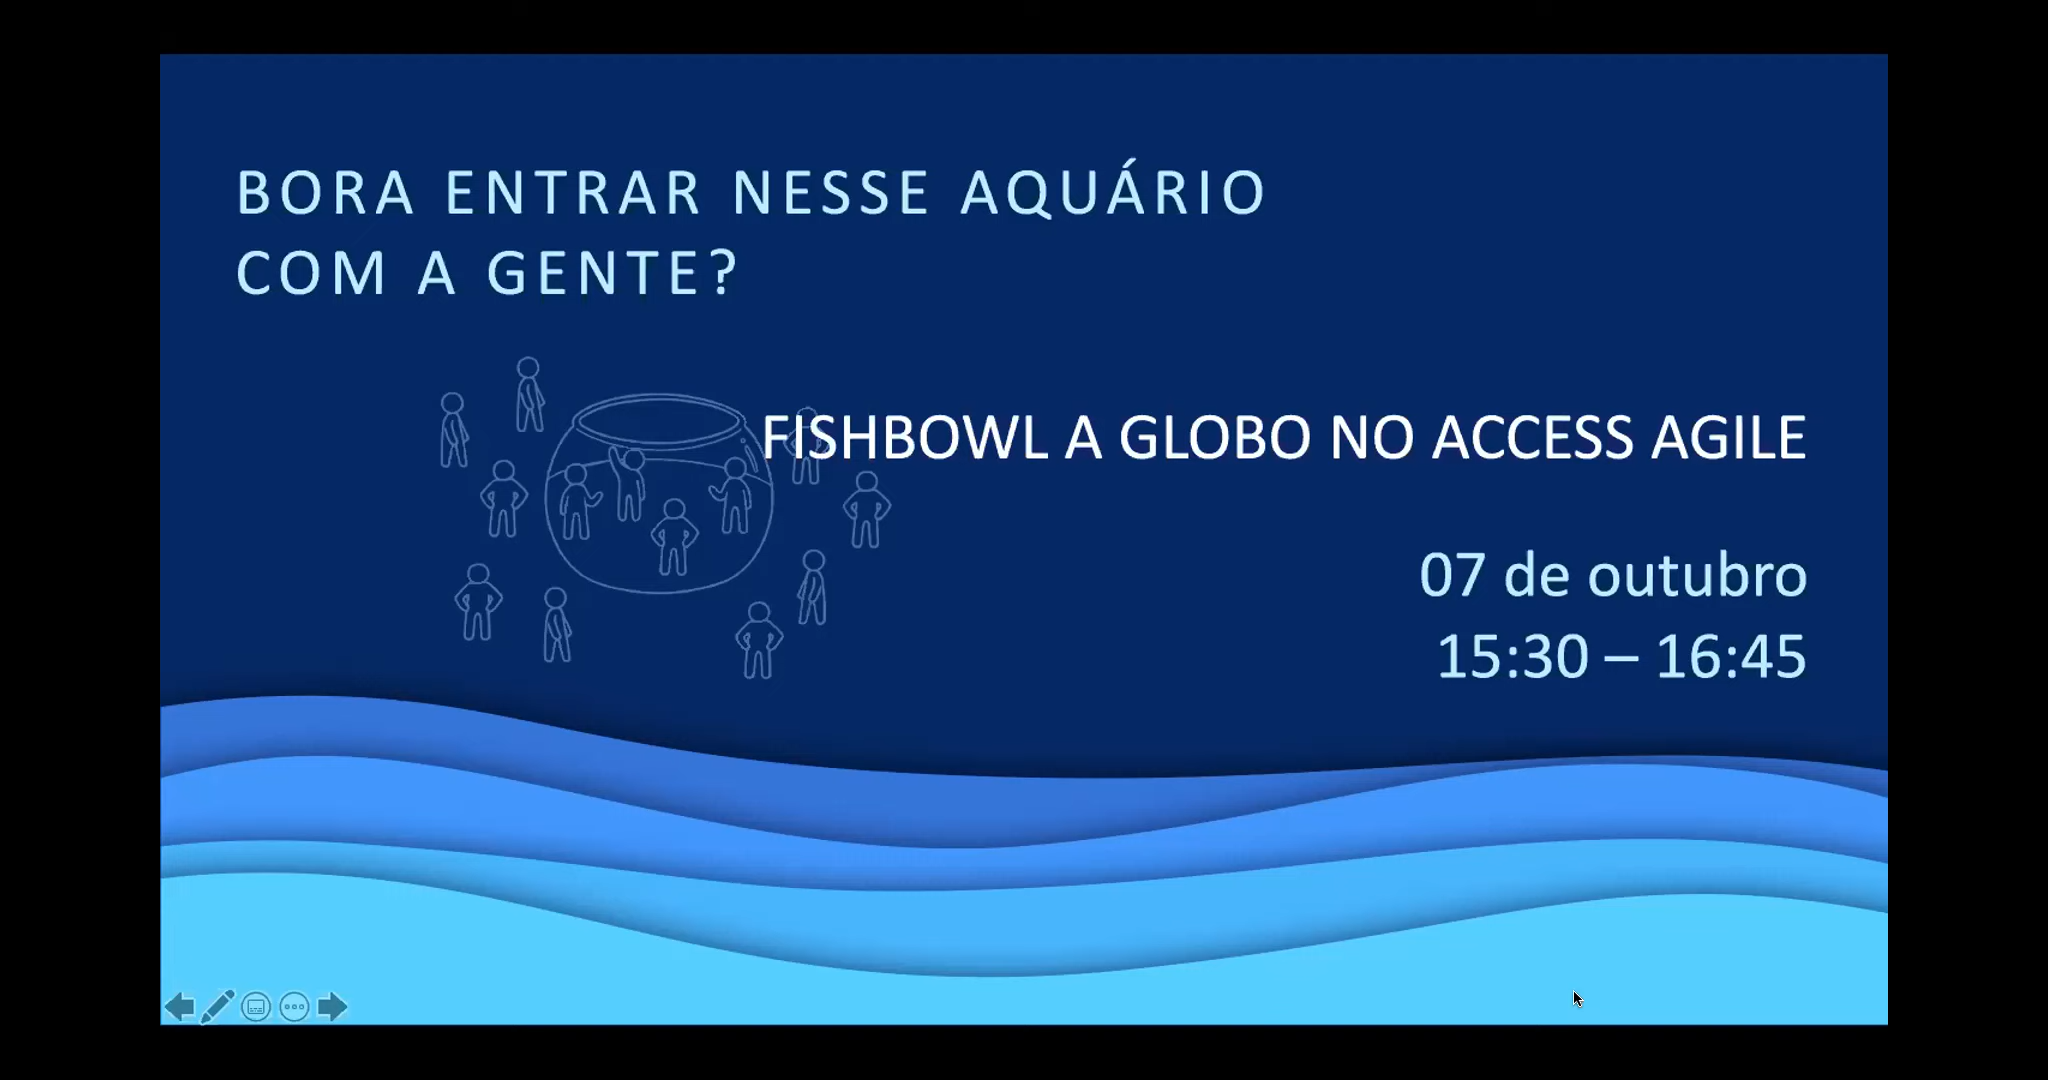 BORA ENTRAR NESSE AQUÁRIO
COM A GENTE?
FISHBOWL A GLOBO NO ACCESS AGILE
07 de outubro
15:30 – 16:45